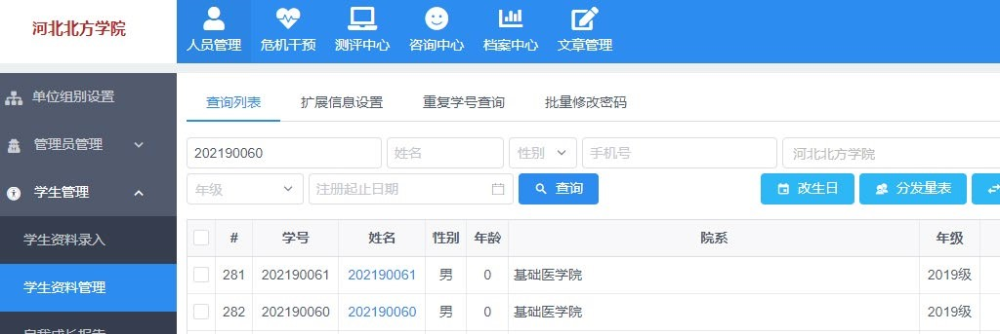 河北北方学院
人员管理 危机干预 测评中心 咨询中心 档案中心 文章管理
单位组别设置
管理员管理
学生管理
学生资料录入
学生资料管理
自我成长报告
查询列表 扩展信息设置 重复学号查询 批量修改密码
202190060 姓名 性别 手机号 河北北方学院
年级 注册起止日期 查询 改生日 分发量表
# 学号 姓名 性别 年龄 院系 年级
281 202190061 202190061 男 0 基础医学院 2019级
282 202190060 202190060 男 0 基础医学院 2019级